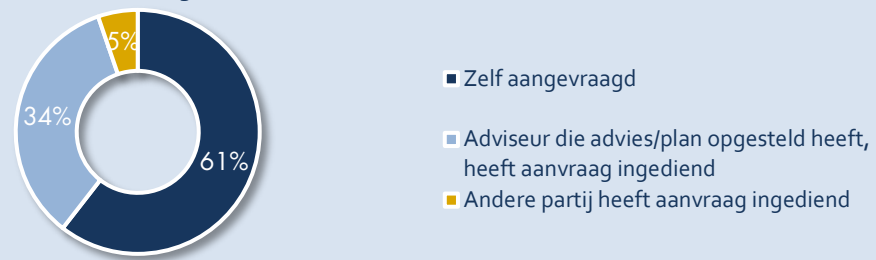 5%
34%
61%
Zelf aangevraagd
Adviseur die advies/plan opgesteld heeft,
heeft aanvraag ingediend
Andere partij heeft aanvraag ingediend